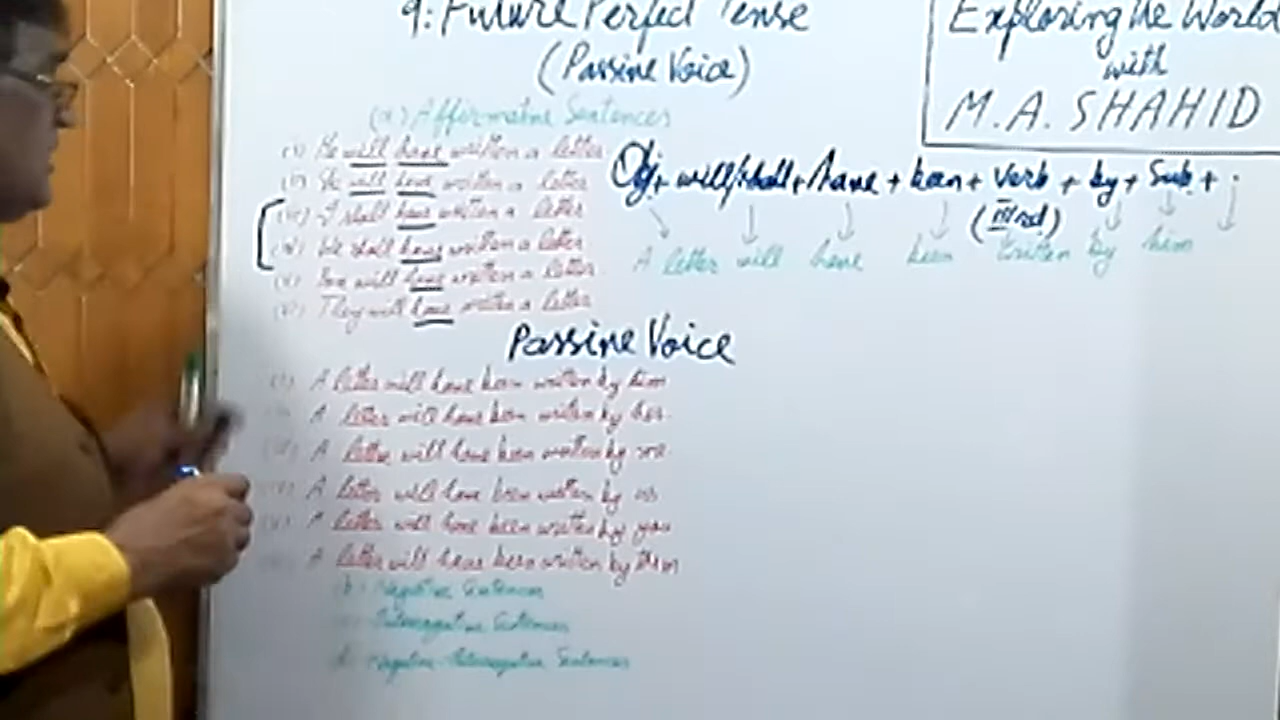 9: Future Perfect Tense
(Passive Voice)
Exploring the World
with
M.A. SHAHID
(a) Affirmative Sentences
(i) He will have written a letter
(ii) She will have written a letter
(iii) I shall have written a letter
(iv) We shall have written a letter
(v) You will have written a letter
(vi) They will have written a letter
Obj + will/shall + have + been + verb + by + Sub + .
(IIIrd)
A letter will have been written by him
Passive Voice
(i) A letter will have been written by him
A letter will have been written by her
A letter will have been written by me
A letter will have been written by us
(v) A letter will have been written by you
A letter will have been written by them
(b) Negative Sentences
Interrogative Sentences
d Negative-Interrogative Sentences